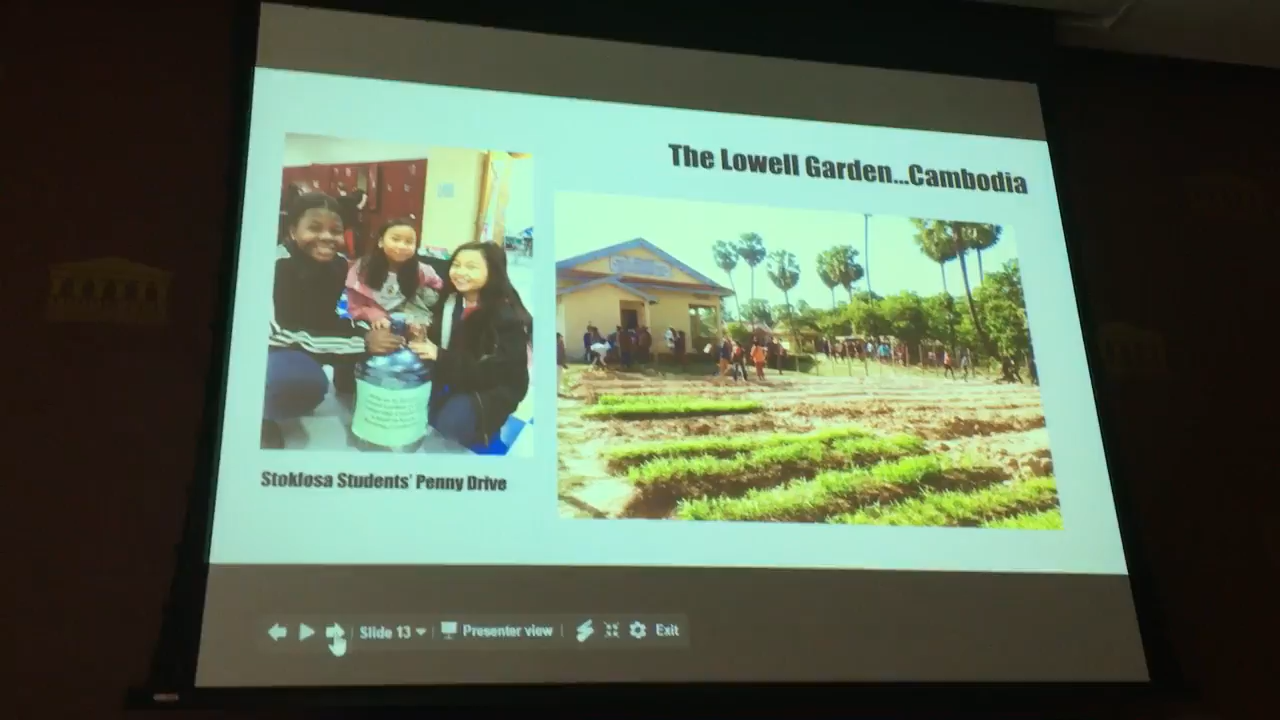 The Lowell Garden...Cambodia
Stoklosa Students' Penny Drive
Slide 13
Presenter view
Exit